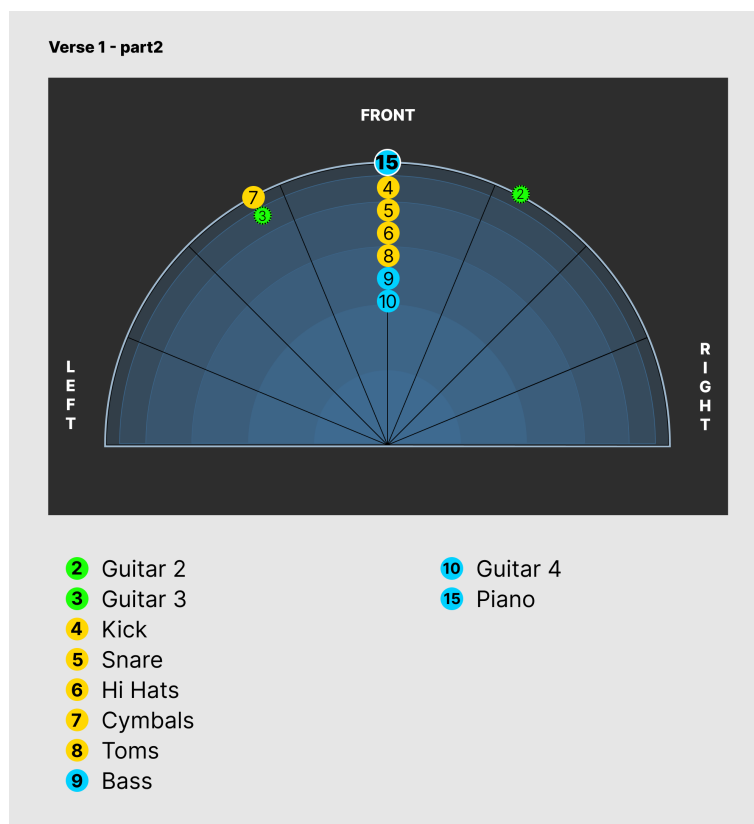 Verse 1 - part2
FRONT
15
7
4
2
3
5
6
8
9
10
LEFT
RIGHT
2 Guitar 2
3 Guitar 3
4 Kick
5 Snare
6 Hi Hats
7 Cymbals
8 Toms
9 Bass
10 Guitar 4
15 Piano